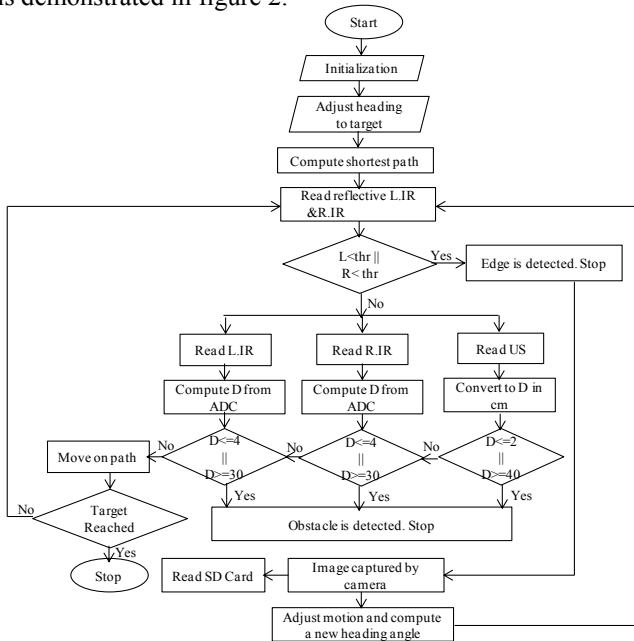 is demonstrated in figure 2.
Start
Initialization
Adjust heading
to target
Compute shortest path
Read reflective L.IR
&R.IR
L<thr ||
R< thr
Yes
Edge is detected. Stop
No
Read L.IR
Read R.IR
Read US
Compute D from
ADC
Compute D from
ADC
Convert to D in
cm
D<=4
||
D>=30
D<=4
||
D>=30
D<=2
||
D>=40
No
No
No
Move on path
Yes
Yes
Yes
Target
Reached
No
Obstacle is detected. Stop
Yes
Stop
Read SD Card
Image captured by
camera
Adjust motion and compute
a new heading angle